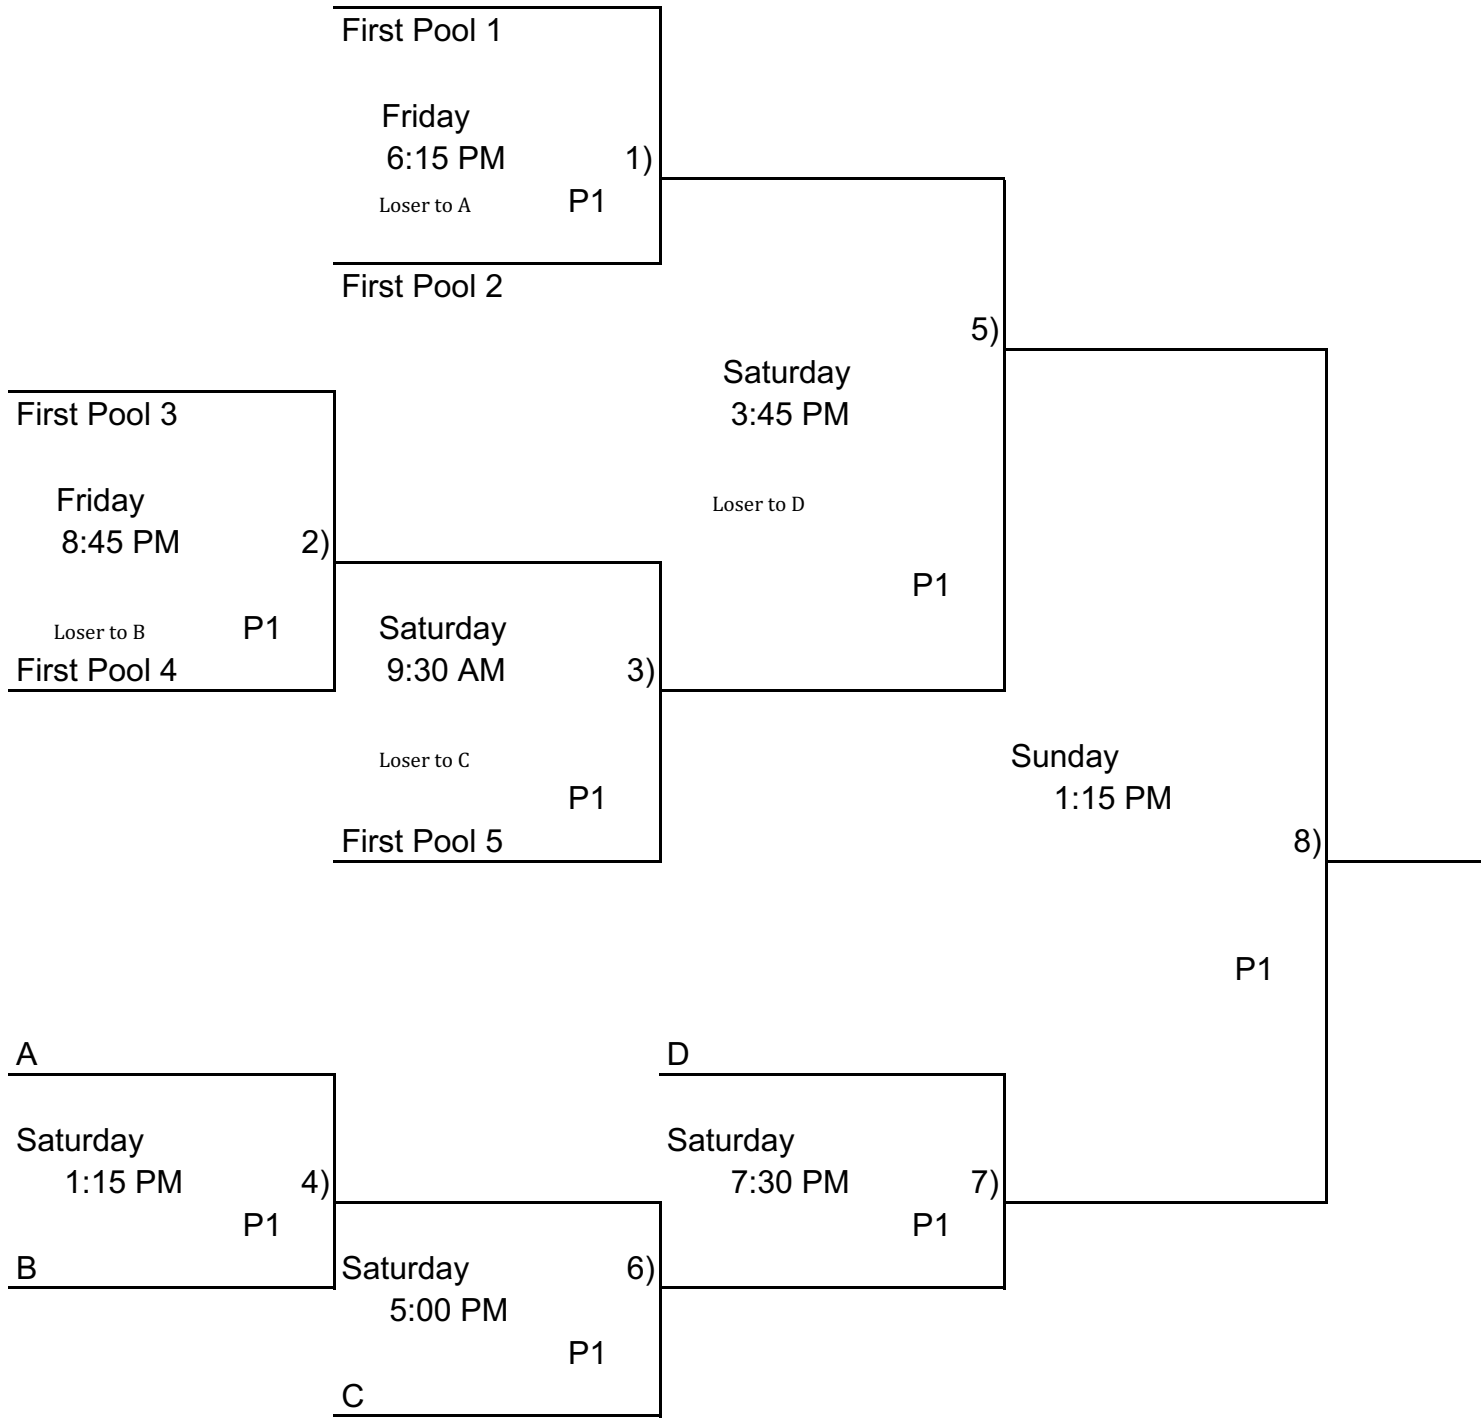 First Pool 1
Friday
6:15 PM 1)
Loser to A P1
First Pool 2
5)
Saturday
3:45 PM
First Pool 3
Friday
8:45 PM 2)
Loser to D
P1
Loser to B P1
First Pool 4
Saturday
9:30 AM 3)
Loser to C
P1
First Pool 5
Sunday
1:15 PM
8)
P1
A
Saturday
1:15 PM 4)
P1
B
D
Saturday
7:30 PM 7)
P1
Saturday 6)
5:00 PM
P1
C